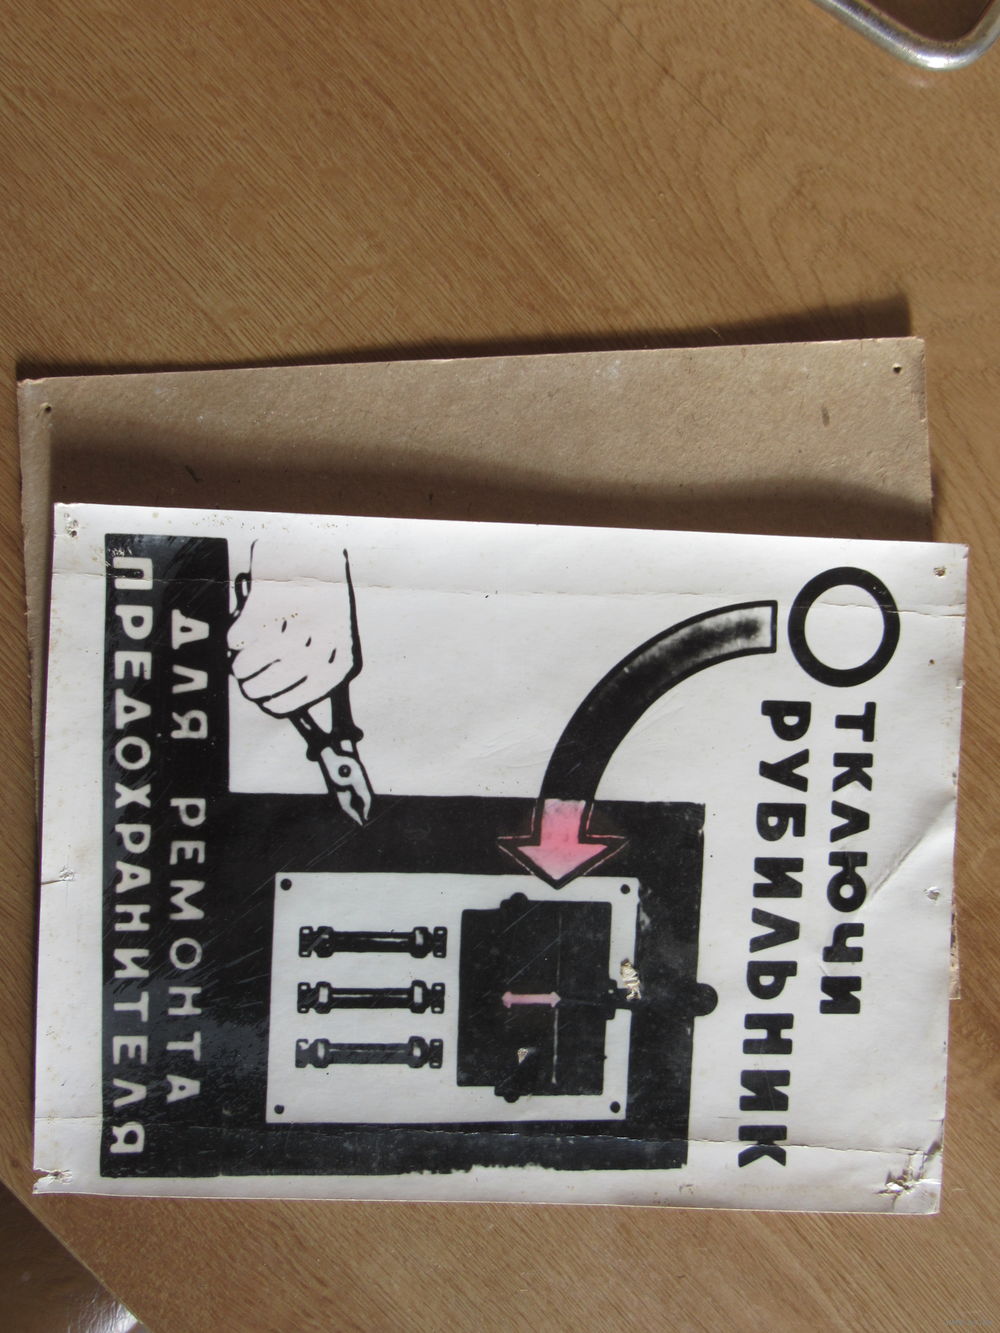 ОТКЛЮЧИ
РУБИЛЬНИК
ДЛЯ РЕМОНТА
ПРЕДОХРАНИТЕЛЯ